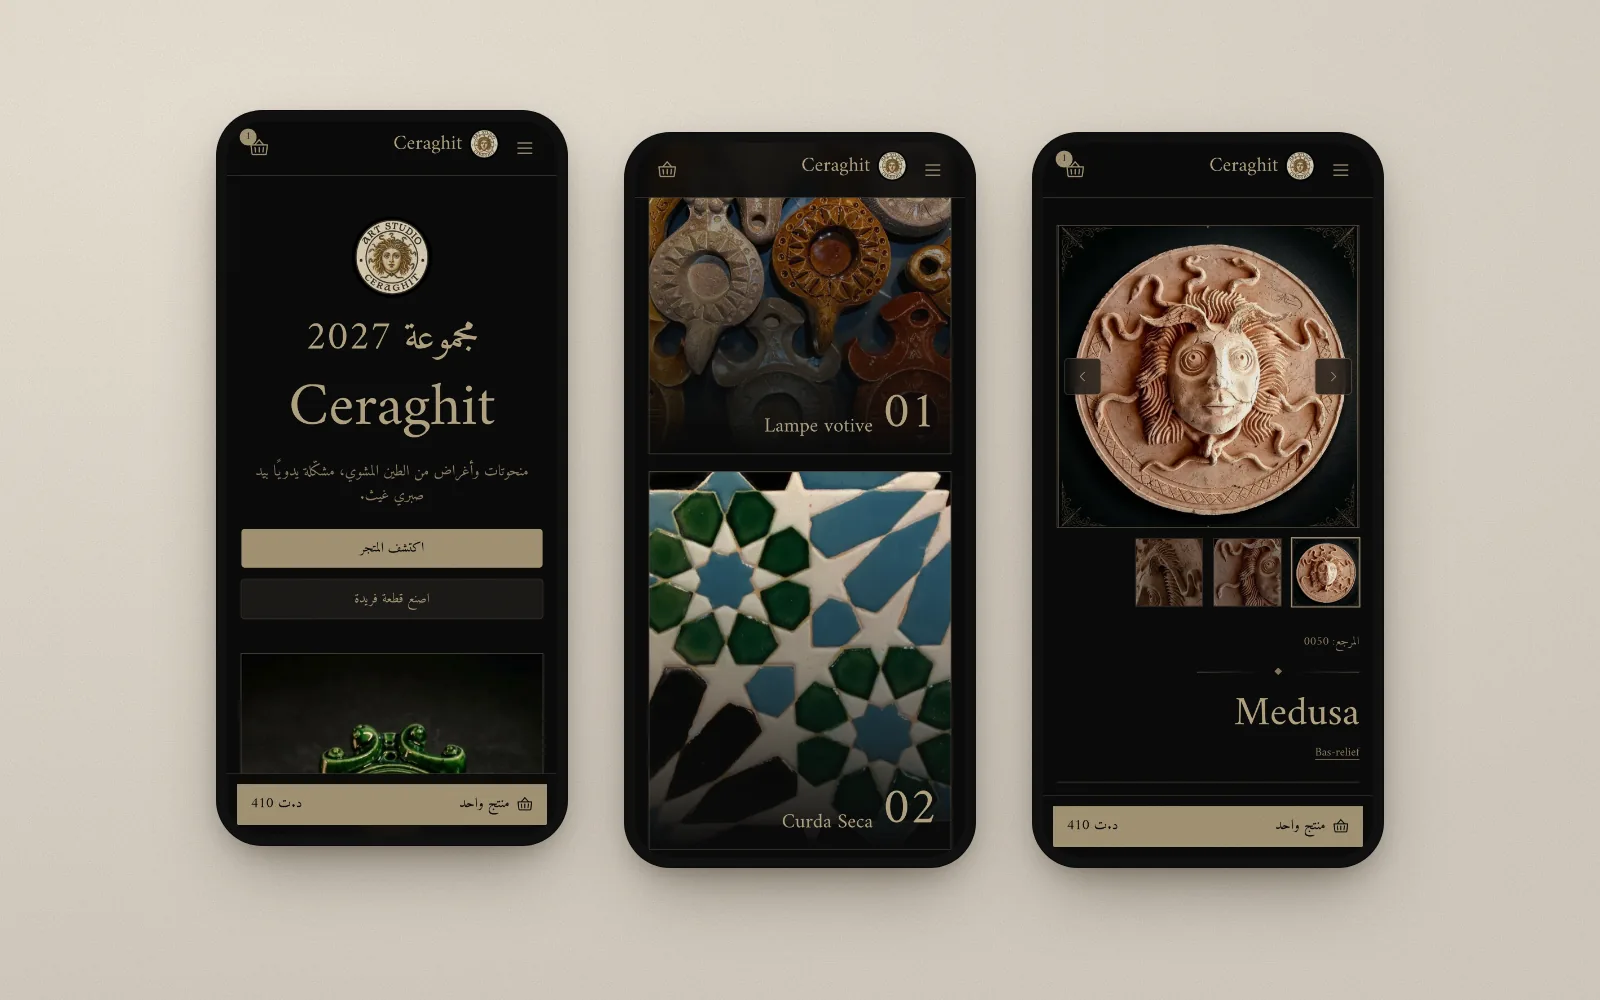 1
Ceraghit
ART STUDIO
CERAGHIT
مجموعة 2027
Ceraghit
منحوتات وأغراض من الطين المشوي، مشكّلة يدويًا بيد
صبري غيث.
اكتشف المتجر
اصنع قطعة فريدة
منتج واحد
410 د.ت
Ceraghit
01 Lampe votive
02 Curda Seca
1
Ceraghit
المرجع: 0050
Medusa
Bas-relief
منتج واحد
410 د.ت